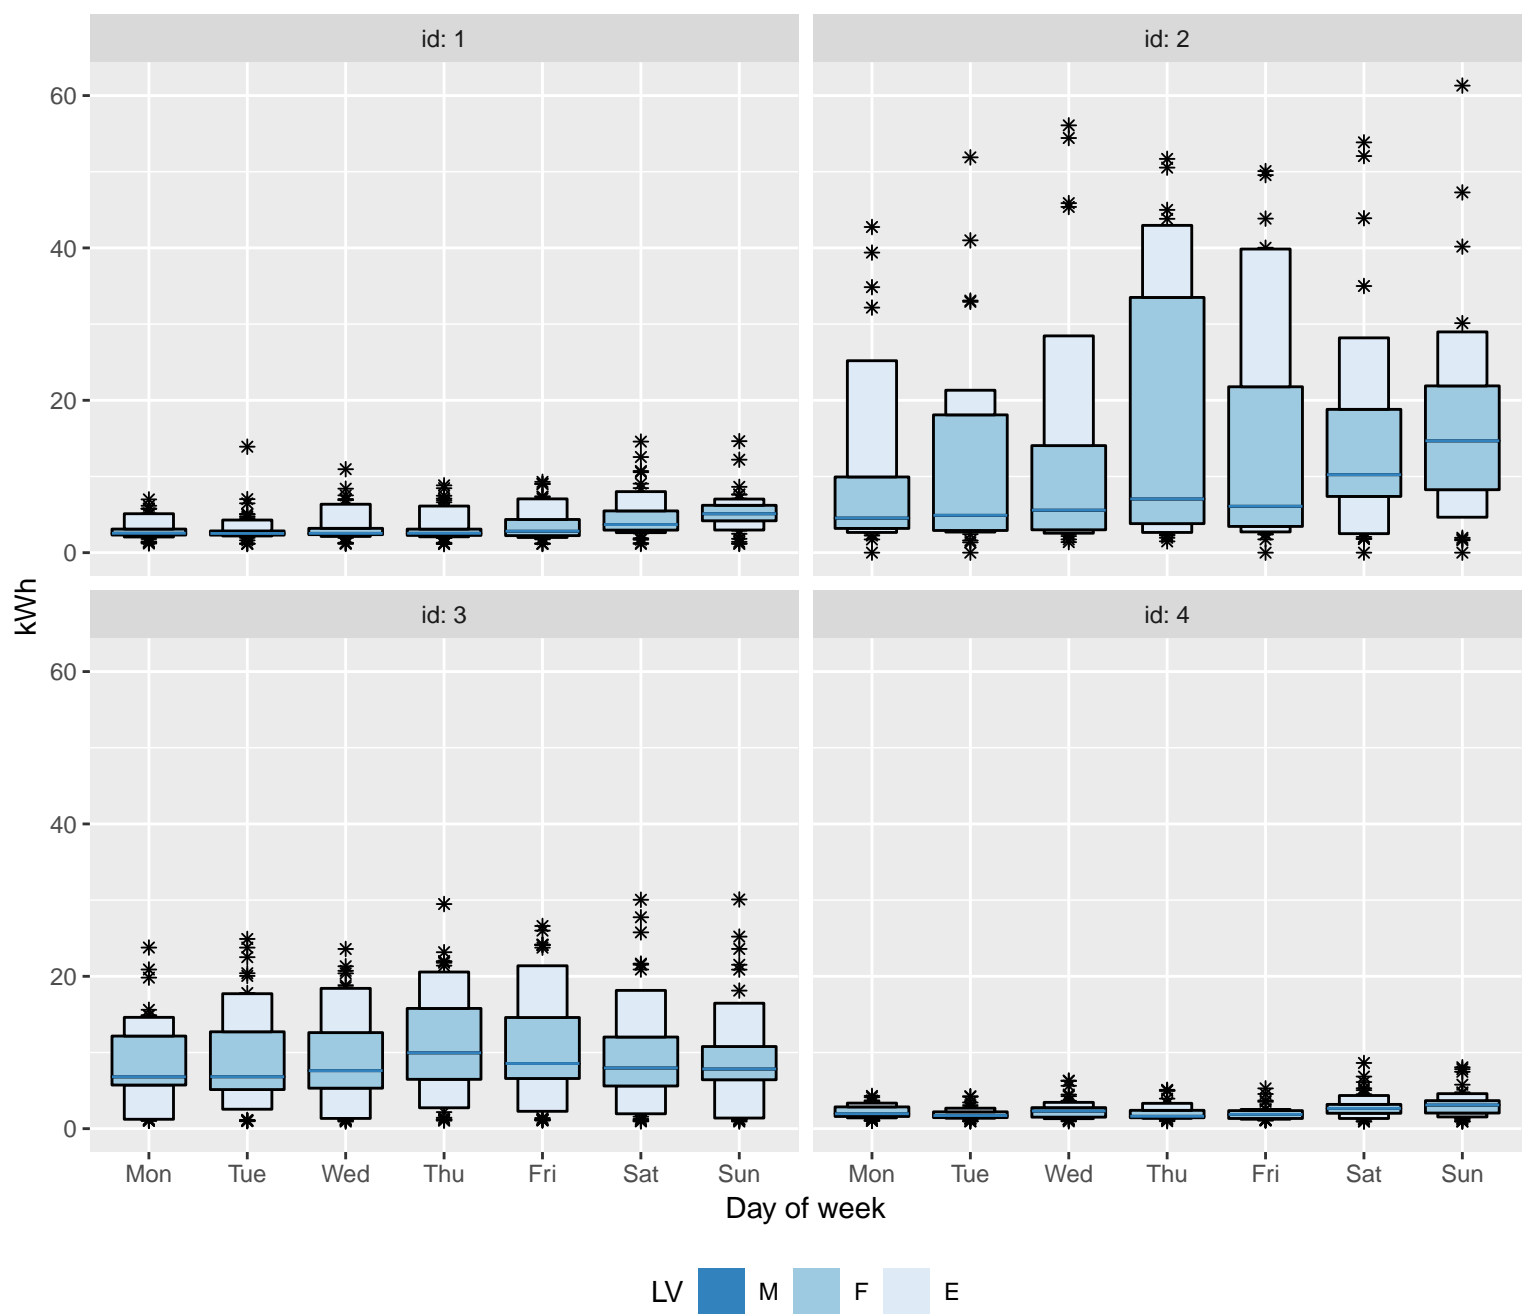 id: 1
id: 2
60
40
20
0
kWh
id: 3
id: 4
60
40
20
0
Mon Tue Wed Thu Fri Sat Sun Mon Tue Wed Thu Fri Sat Sun
Day of week
LV M F E